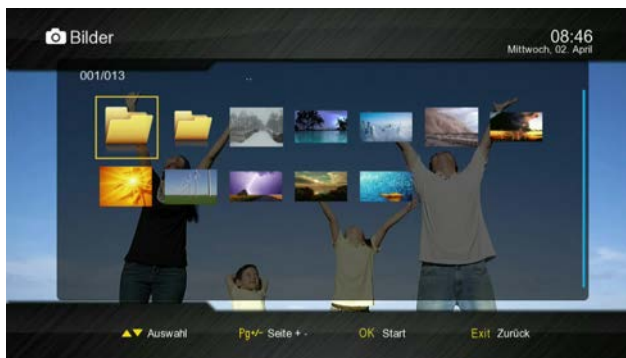 Bilder
08:46
Mittwoch, 02. April
001/013
..
▲▼ Auswahl
Pg+/- Seite + -
OK Start
Exit Zurück